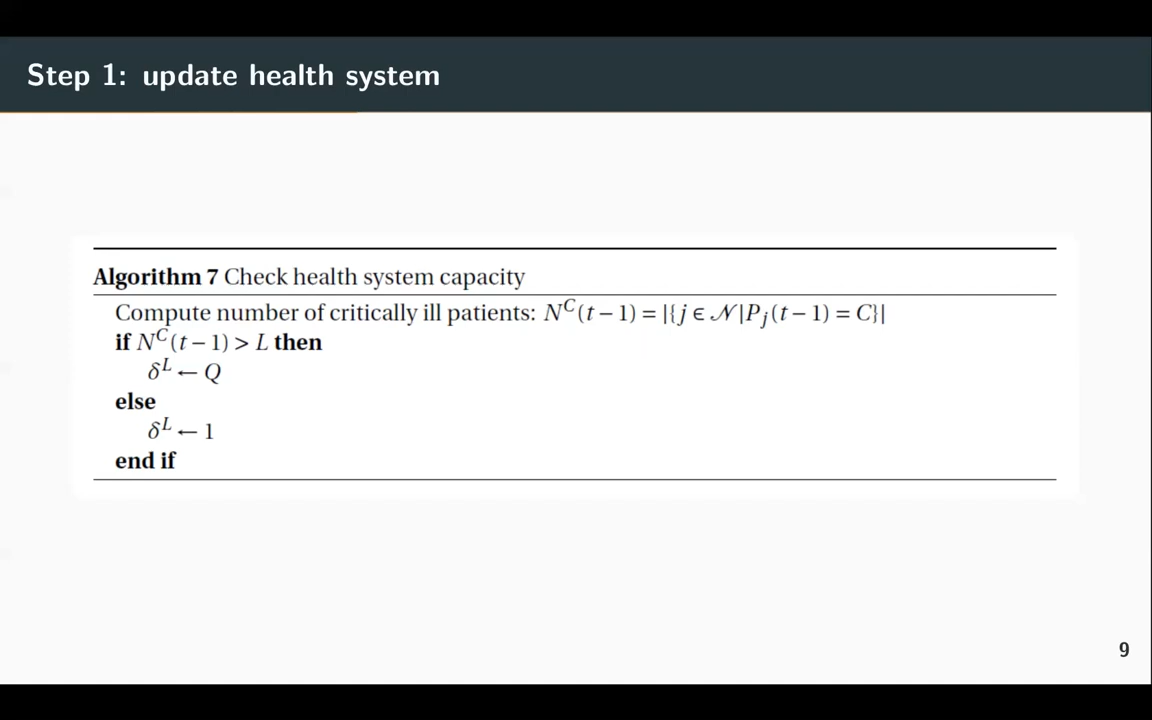 Step 1: update health system
Algorithm 7 Check health system capacity
Compute number of critically ill patients: N^C(t − 1) = |{j ∈ 𝒩|P_j(t − 1) = C}|
if N^C(t − 1) > L then
δ^L ← Q
else
δ^L ← 1
end if
9